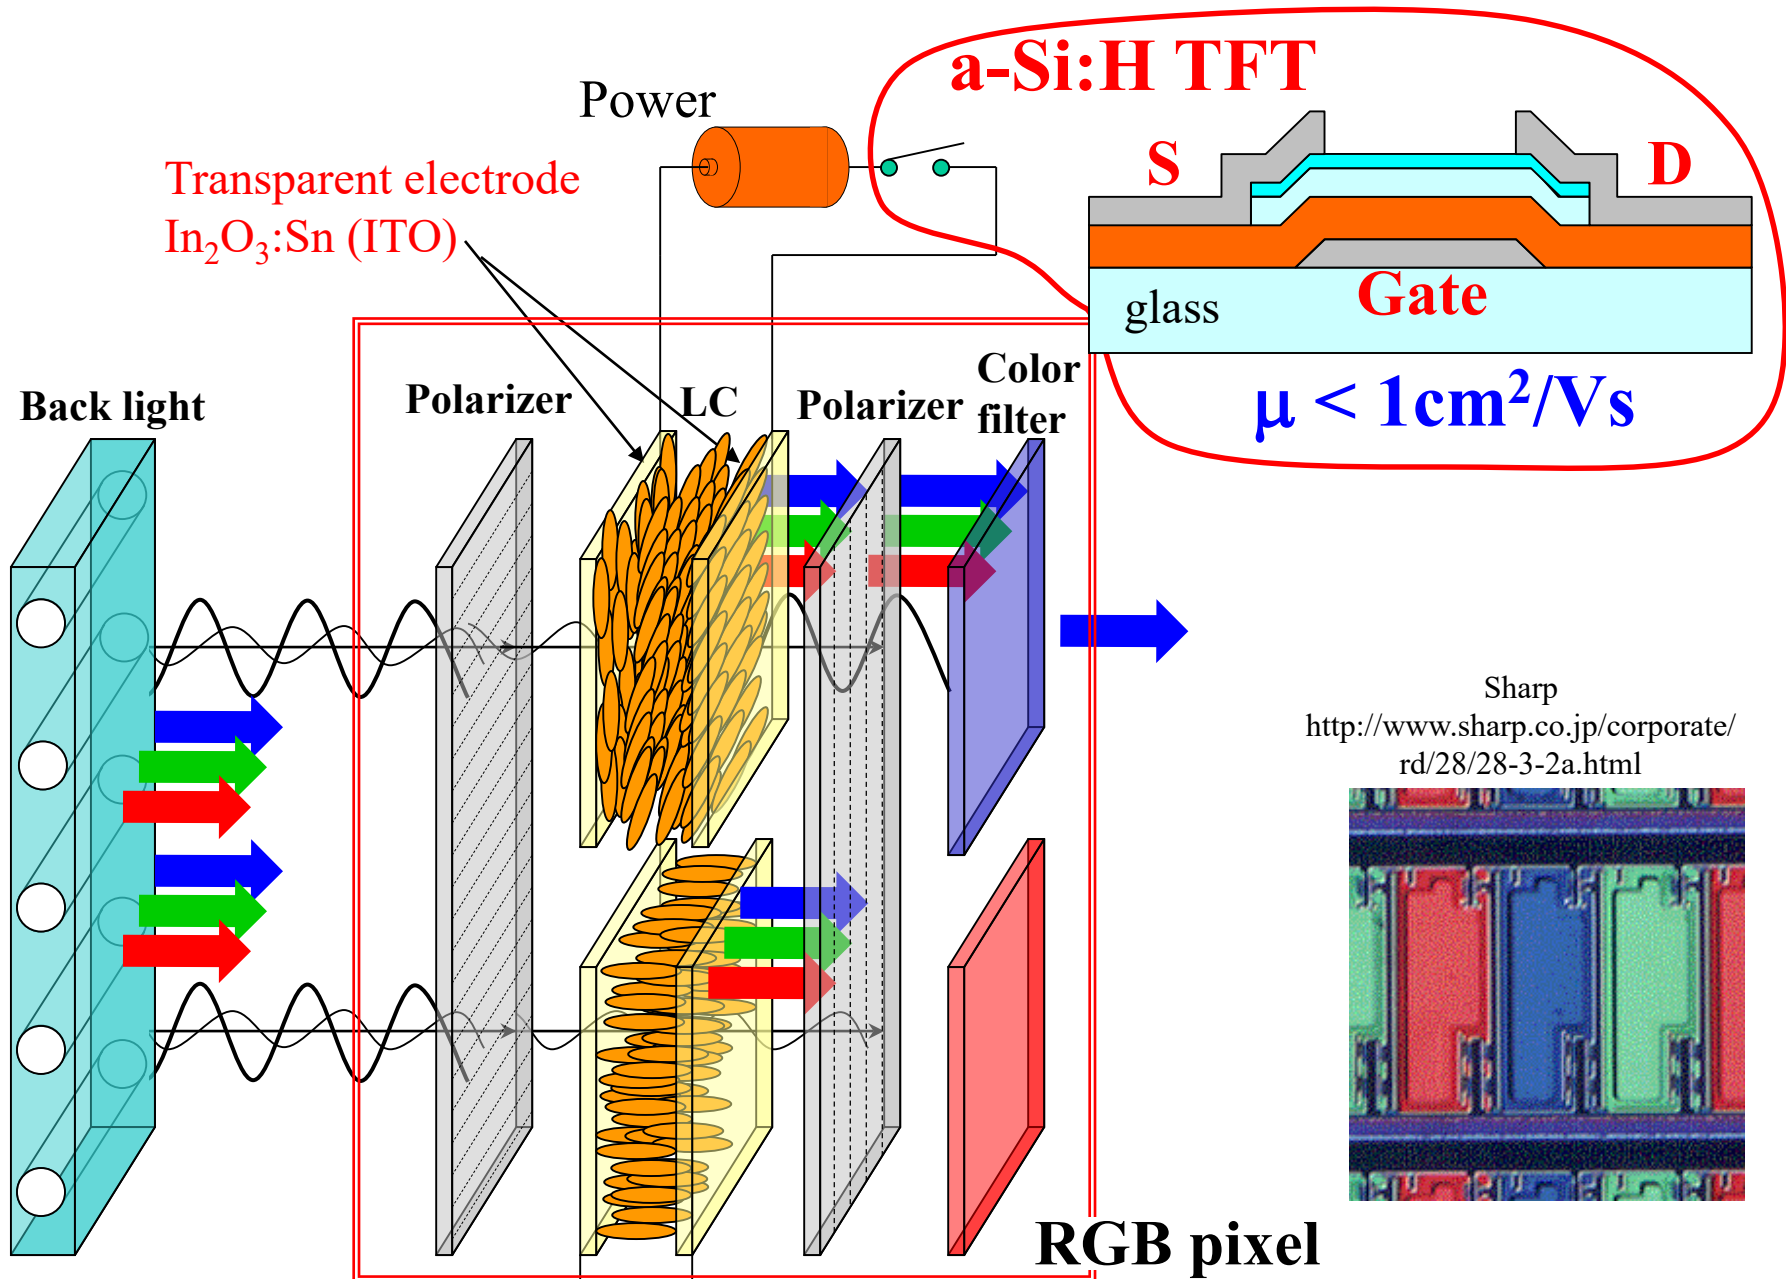 a-Si:H TFT
Power
S
D
Transparent electrode
In₂O₃:Sn (ITO)
Gate
glass
Color
filter
Back light
Polarizer
LC
Polarizer
μ < 1cm²/Vs
Sharp
http://www.sharp.co.jp/corporate/
rd/28/28-3-2a.html
RGB pixel